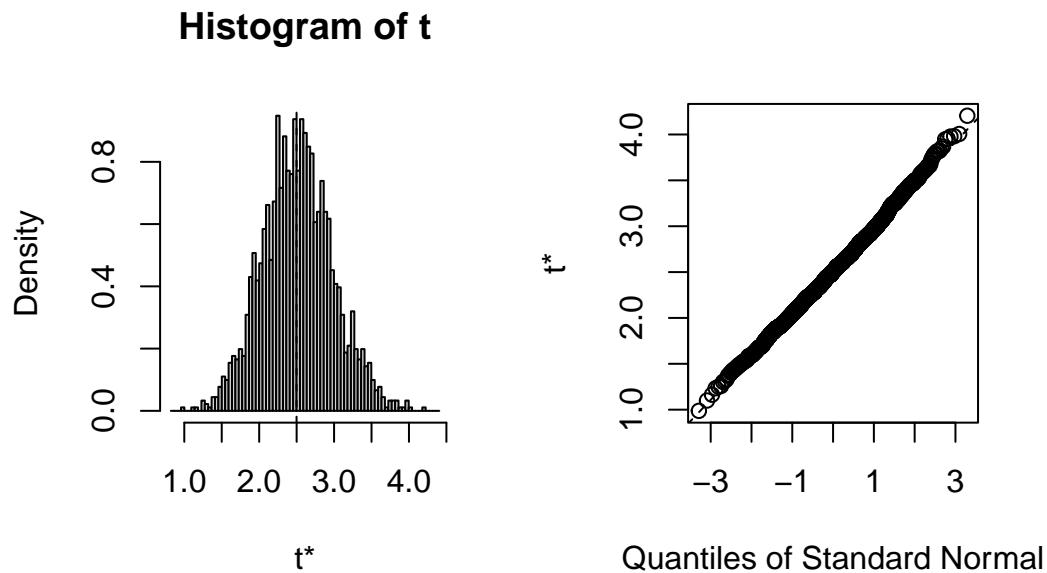 Histogram of t
Density
0.0
0.4
0.8
1.0 2.0 3.0 4.0
t*
t*
1.0
2.0
3.0
4.0
−3 −1 1 3
Quantiles of Standard Normal